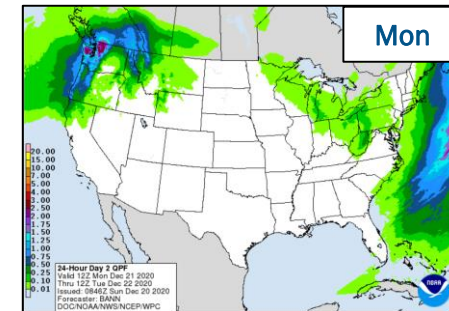 Mon
20.00
15.00
10.00
7.00
5.00
4.00
3.00
2.50
2.00
1.75
1.50
1.25
1.00
0.75
0.50
0.25
0.10
0.01
24-Hour Day 2 QPF
Valid 12Z Mon Dec 21 2020
Thru 12Z Tue Dec 22 2020
Issued: 0846Z Sun Dec 20 2020
Forecaster: BANN
DOC/NOAA/NWS/NCEP/WPC
NOAA